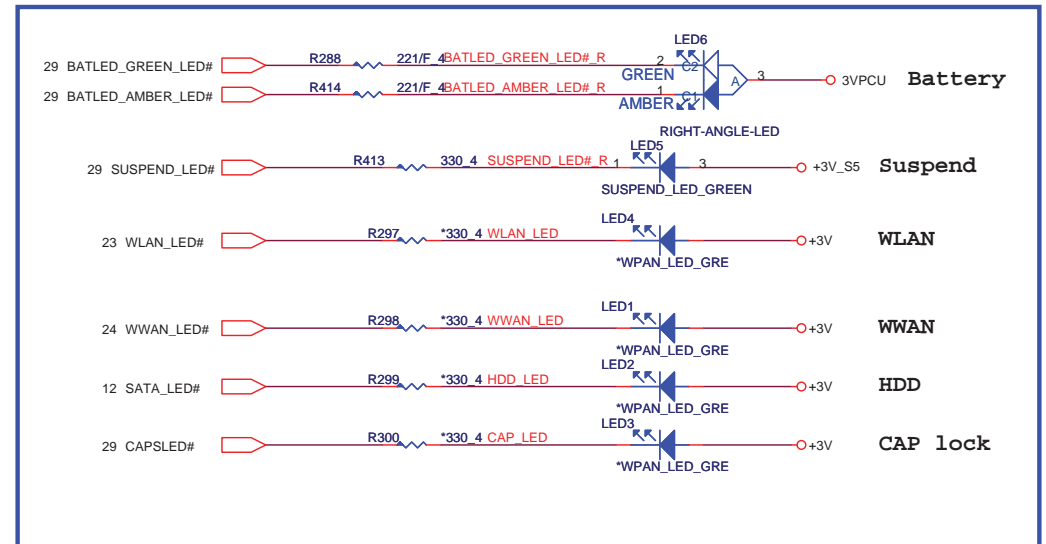 LED6
29 BATLED_GREEN_LED# R288 221/F_4 BATLED_GREEN_LED#_R 2 C2
GREEN A 3 3VPCU Battery
29 BATLED_AMBER_LED# R414 221/F_4 BATLED_AMBER_LED#_R 1 C1
AMBER
RIGHT-ANGLE-LED
LED5
29 SUSPEND_LED# R413 330_4 SUSPEND_LED#_R 1 3 +3V_S5 Suspend
SUSPEND_LED_GREEN
LED4
23 WLAN_LED# R297 *330_4 WLAN_LED +3V WLAN
*WPAN_LED_GRE
LED1
24 WWAN_LED# R298 *330_4 WWAN_LED +3V WWAN
*WPAN_LED_GRE
LED2
12 SATA_LED# R299 *330_4 HDD_LED +3V HDD
*WPAN_LED_GRE
LED3
29 CAPSLED# R300 *330_4 CAP_LED +3V CAP lock
*WPAN_LED_GRE